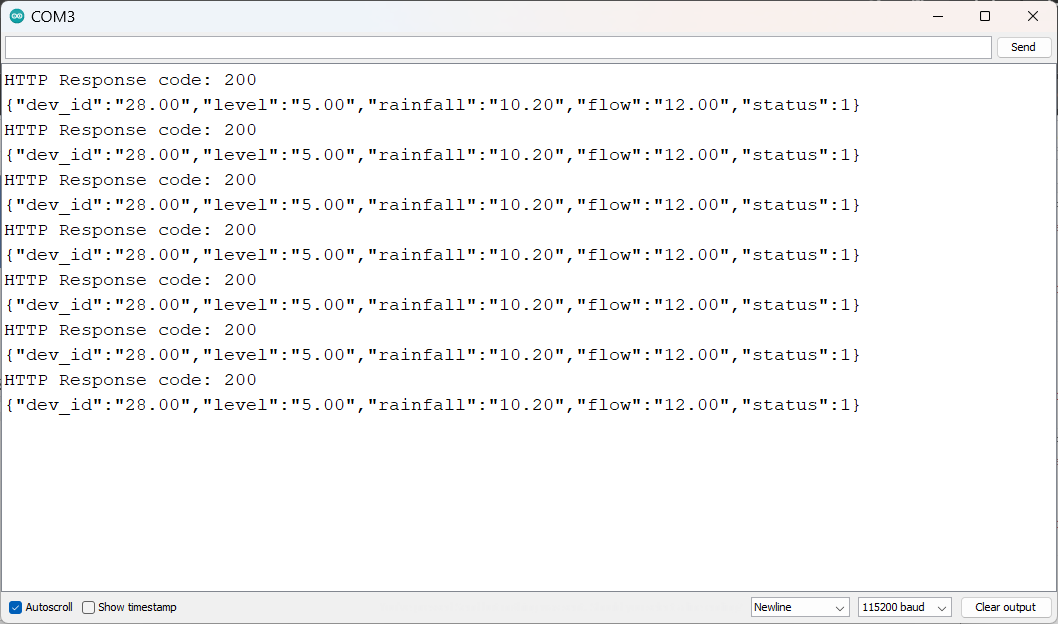 COM3
Send
HTTP Response code: 200
{"dev_id":"28.00","level":"5.00","rainfall":"10.20","flow":"12.00","status":1}
HTTP Response code: 200
{"dev_id":"28.00","level":"5.00","rainfall":"10.20","flow":"12.00","status":1}
HTTP Response code: 200
{"dev_id":"28.00","level":"5.00","rainfall":"10.20","flow":"12.00","status":1}
HTTP Response code: 200
{"dev_id":"28.00","level":"5.00","rainfall":"10.20","flow":"12.00","status":1}
HTTP Response code: 200
{"dev_id":"28.00","level":"5.00","rainfall":"10.20","flow":"12.00","status":1}
HTTP Response code: 200
{"dev_id":"28.00","level":"5.00","rainfall":"10.20","flow":"12.00","status":1}
HTTP Response code: 200
{"dev_id":"28.00","level":"5.00","rainfall":"10.20","flow":"12.00","status":1}
Autoscroll Show timestamp Newline 115200 baud Clear output